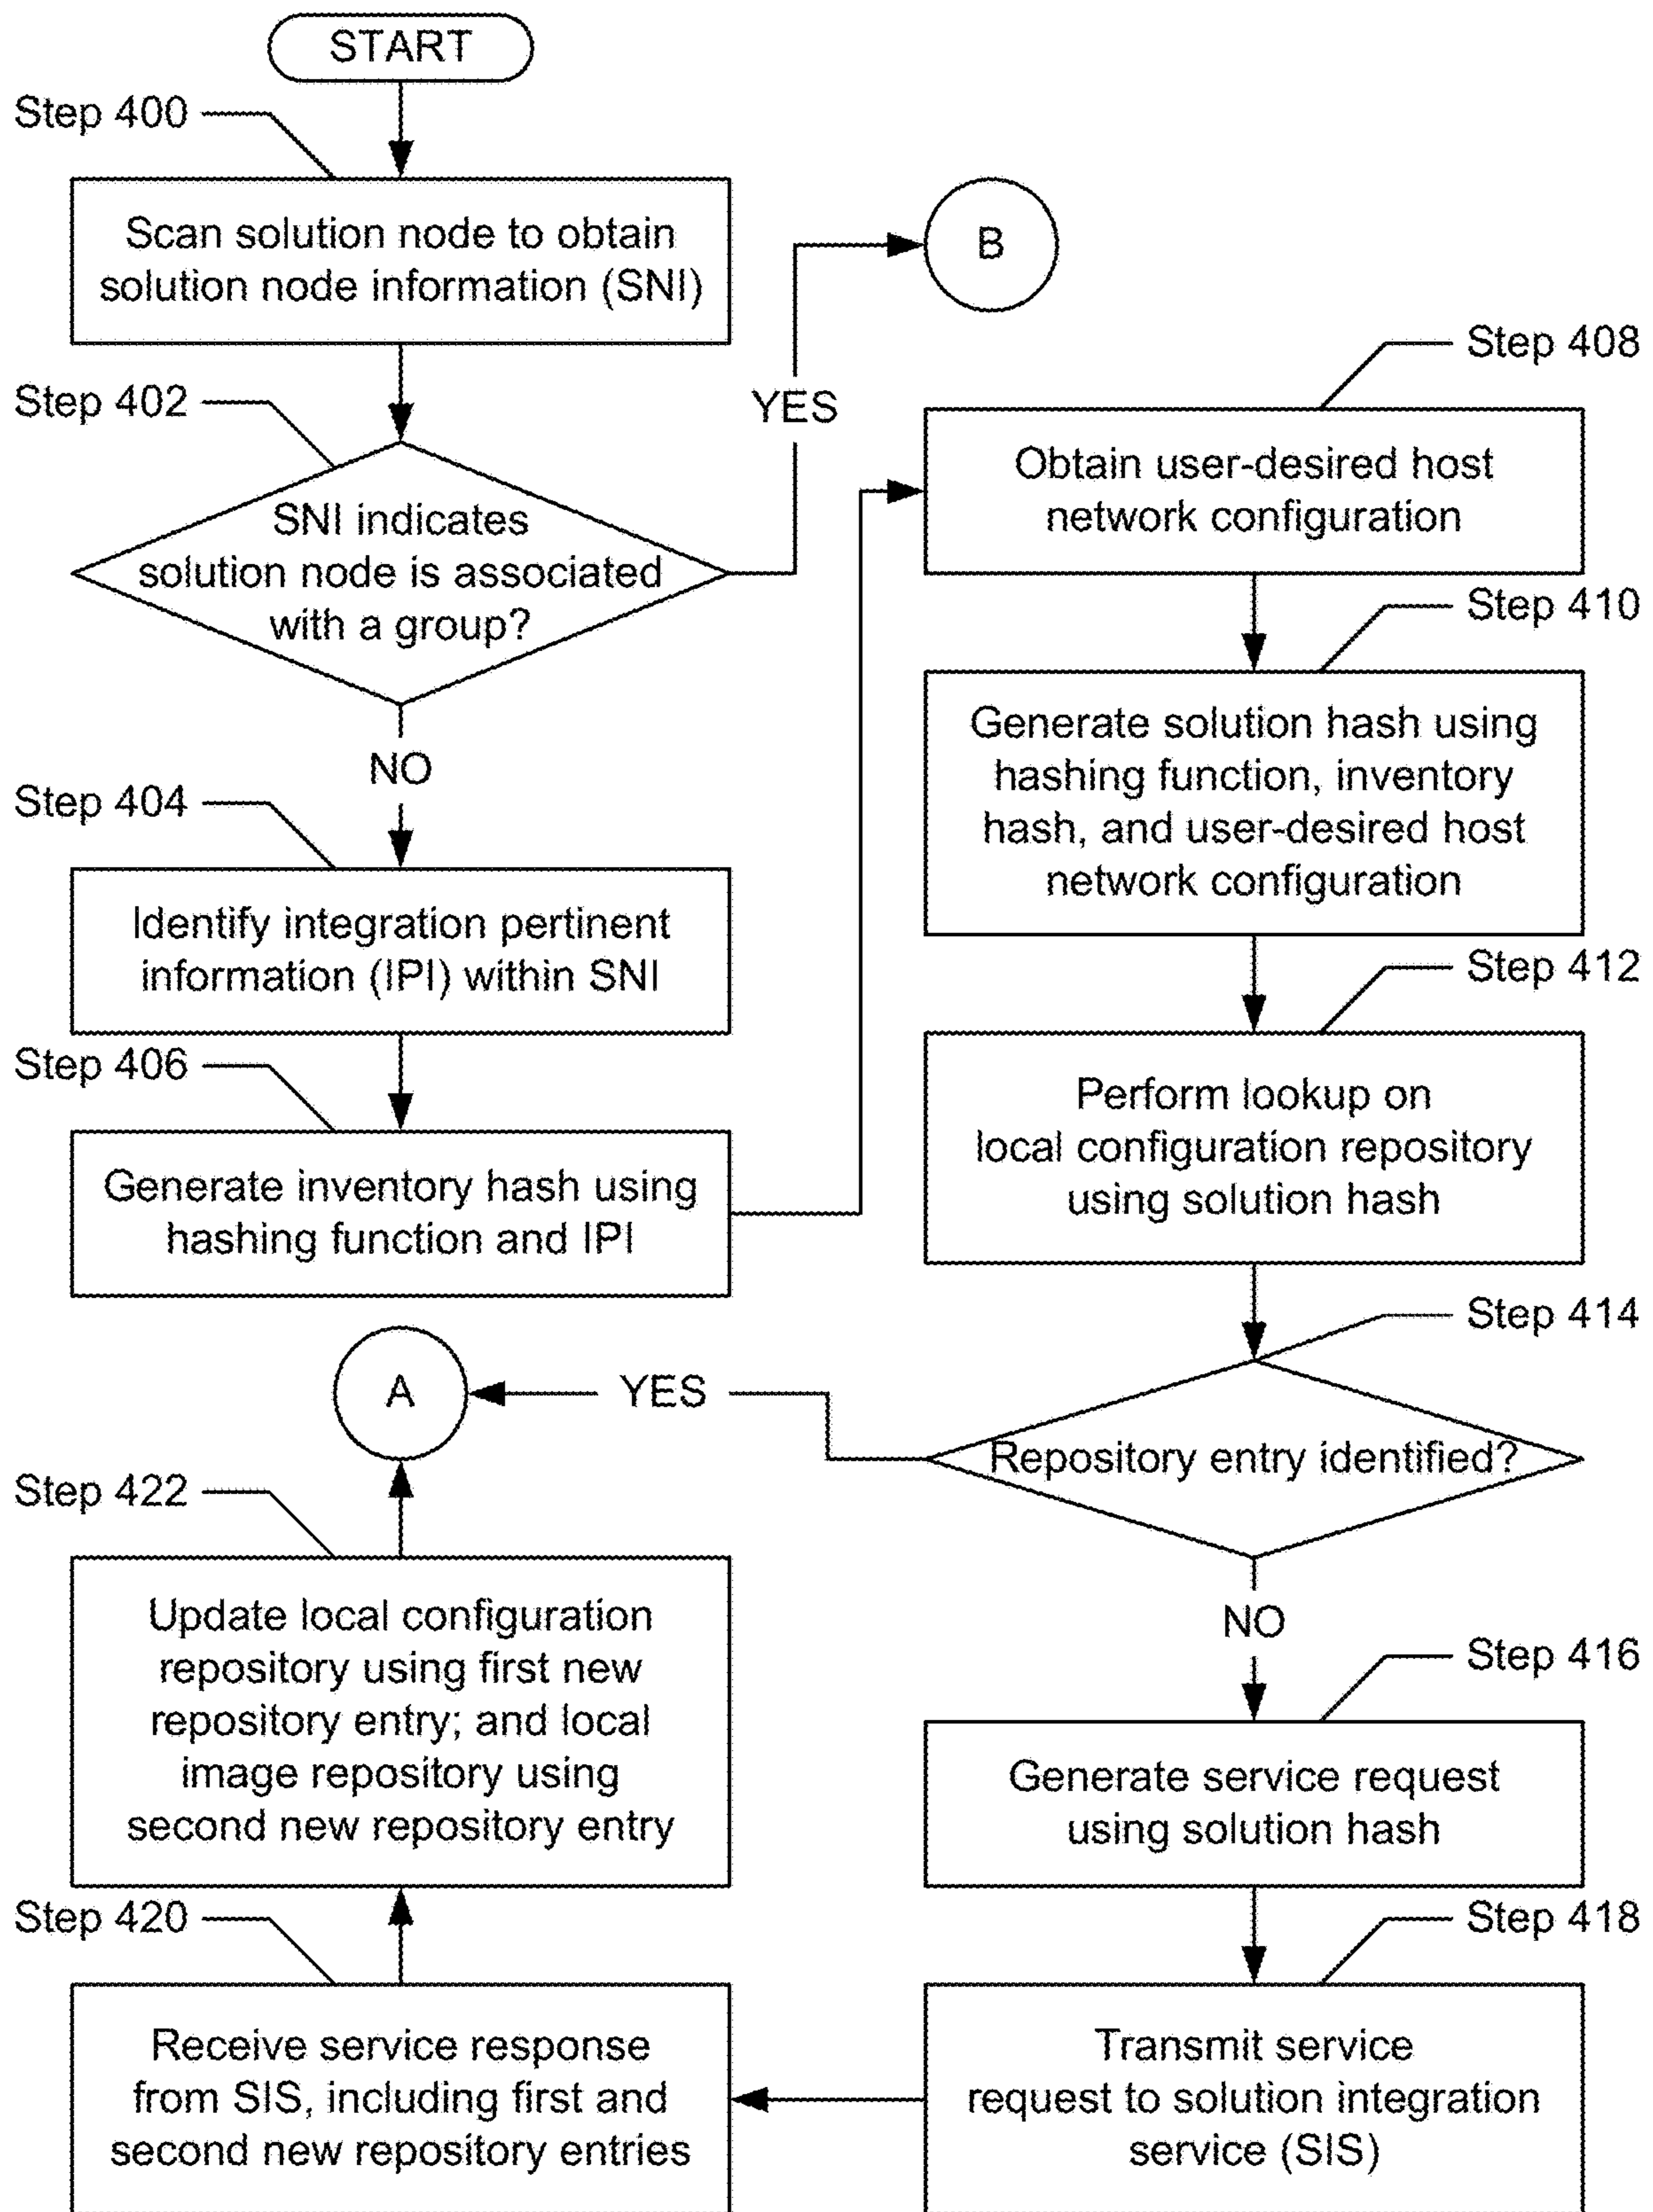 START
Step 400
Scan solution node to obtain
solution node information (SNI)
B
Step 402
YES
SNI indicates
solution node is associated
with a group?
NO
Step 404
Identify integration pertinent
information (IPI) within SNI
Step 406
Generate inventory hash using
hashing function and IPI
Step 408
Obtain user-desired host
network configuration
Step 410
Generate solution hash using
hashing function, inventory
hash, and user-desired host
network configuration
Step 412
Perform lookup on
local configuration repository
using solution hash
Step 414
Repository entry identified?
YES
A
NO
Step 416
Generate service request
using solution hash
Step 418
Transmit service
request to solution integration
service (SIS)
Step 420
Receive service response
from SIS, including first and
second new repository entries
Step 422
Update local configuration
repository using first new
repository entry; and local
image repository using
second new repository entry